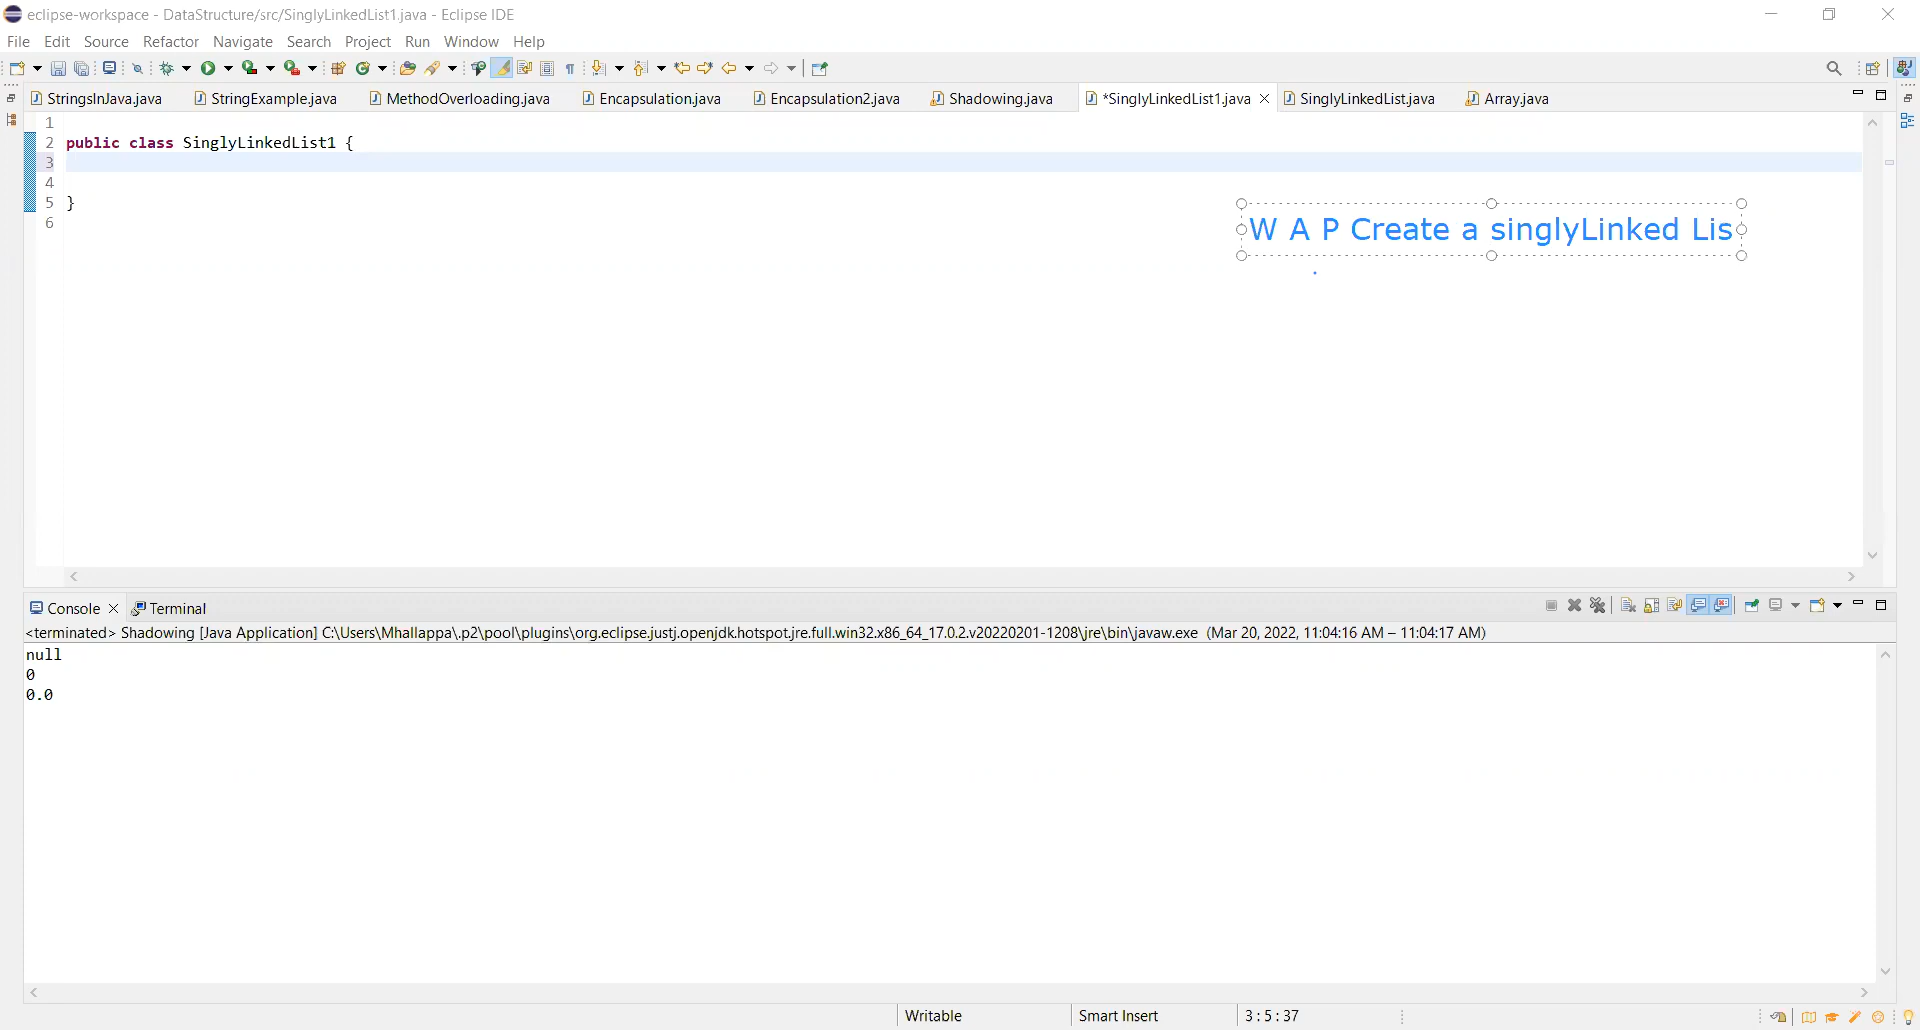 eclipse-workspace - DataStructure/src/SinglyLinkedList1.java - Eclipse IDE
File Edit Source Refactor Navigate Search Project Run Window Help
StringsInJava.java StringExample.java MethodOverloading.java Encapsulation.java Encapsulation2.java Shadowing.java *SinglyLinkedList1.java SinglyLinkedList.java Array.java
1
2 public class SinglyLinkedList1 {
3
4
5 }
6
W A P Create a singlyLinked Lis
Console Terminal
<terminated> Shadowing [Java Application] C:\Users\Mhallappa\.p2\pool\plugins\org.eclipse.justj.openjdk.hotspot.jre.full.win32.x86_64_17.0.2.v20220201-1208\jre\bin\javaw.exe (Mar 20, 2022, 11:04:16 AM – 11:04:17 AM)
null
0
0.0
Writable Smart Insert 3 : 5 : 37